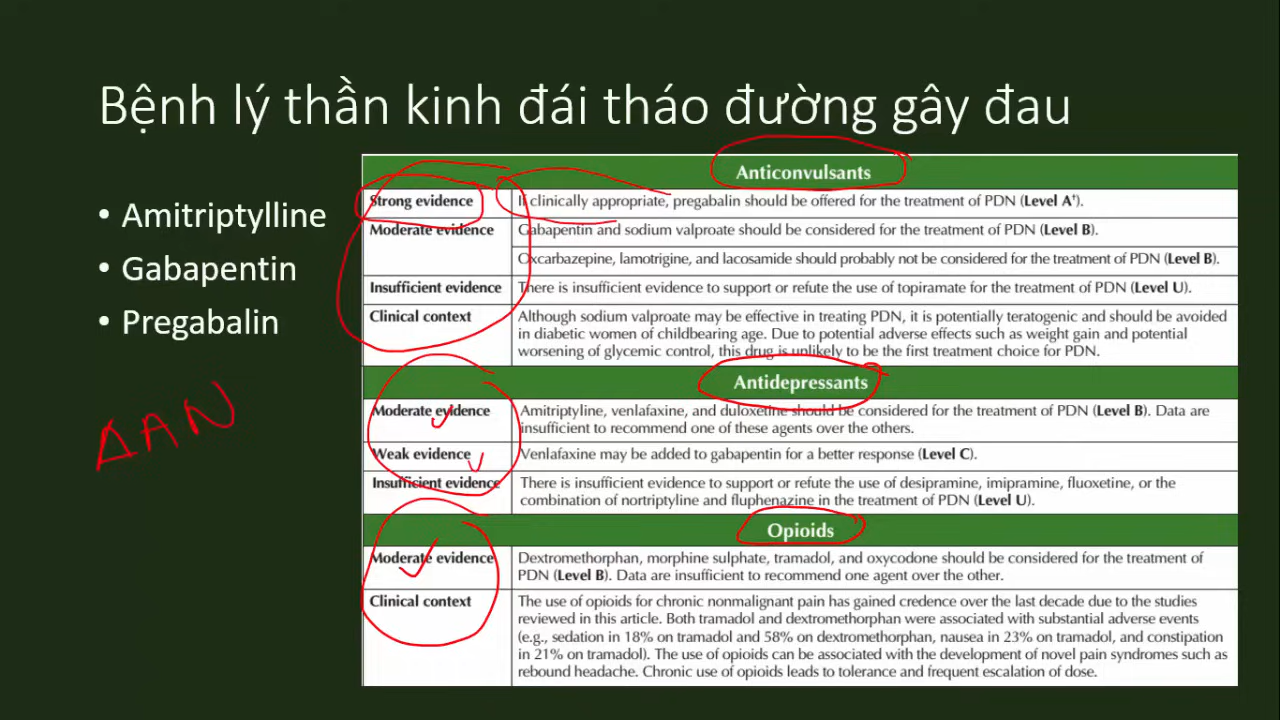 Bệnh lý thần kinh đái tháo đường gây đau
• Amitriptylline
• Gabapentin
• Pregabalin
AAN
Anticonvulsants
Strong evidence
If clinically appropriate, pregabalin should be offered for the treatment of PDN (Level A†).
Moderate evidence
Gabapentin and sodium valproate should be considered for the treatment of PDN (Level B).
Oxcarbazepine, lamotrigine, and lacosamide should probably not be considered for the treatment of PDN (Level B).
Insufficient evidence
There is insufficient evidence to support or refute the use of topiramate for the treatment of PDN (Level U).
Clinical context
Although sodium valproate may be effective in treating PDN, it is potentially teratogenic and should be avoided
in diabetic women of childbearing age. Due to potential adverse effects such as weight gain and potential
worsening of glycemic control, this drug is unlikely to be the first treatment choice for PDN.
Antidepressants
Moderate evidence
Amitriptyline, venlafaxine, and duloxetine should be considered for the treatment of PDN (Level B). Data are
insufficient to recommend one of these agents over the others.
Weak evidence
Venlafaxine may be added to gabapentin for a better response (Level C).
Insufficient evidence
There is insufficient evidence to support or refute the use of desipramine, imipramine, fluoxetine, or the
combination of nortriptyline and fluphenazine in the treatment of PDN (Level U).
Opioids
Moderate evidence
Dextromethorphan, morphine sulphate, tramadol, and oxycodone should be considered for the treatment of
PDN (Level B). Data are insufficient to recommend one agent over the other.
Clinical context
The use of opioids for chronic nonmalignant pain has gained credence over the last decade due to the studies
reviewed in this article. Both tramadol and dextromethorphan were associated with substantial adverse events
(e.g., sedation in 18% on tramadol and 58% on dextromethorphan, nausea in 23% on tramadol, and constipation
in 21% on tramadol). The use of opioids can be associated with the development of novel pain syndromes such as
rebound headache. Chronic use of opioids leads to tolerance and frequent escalation of dose.